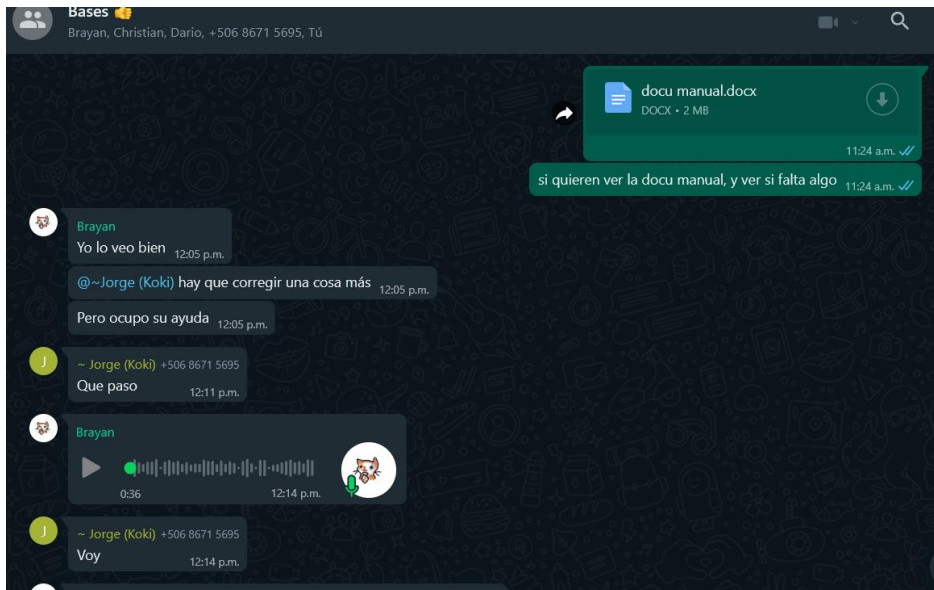 Bases 👍
Brayan, Christian, Dario, +506 8671 5695, Tú
docu manual.docx
DOCX • 2 MB
11:24 a.m.
si quieren ver la docu manual, y ver si falta algo 11:24 a.m.
Brayan
Yo lo veo bien 12:05 p.m.
@~Jorge (Koki) hay que corregir una cosa más 12:05 p.m.
Pero ocupo su ayuda 12:05 p.m.
J
~ Jorge (Koki) +506 8671 5695
Que paso 12:11 p.m.
Brayan
0:36 12:14 p.m.
J
~ Jorge (Koki) +506 8671 5695
Voy 12:14 p.m.